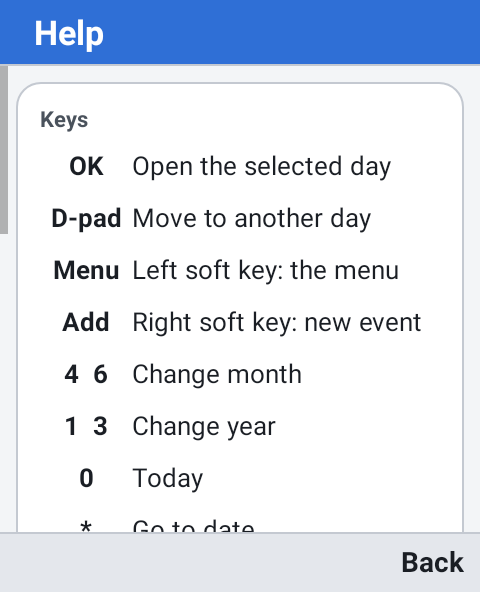 Help
Keys
OK Open the selected day
D-pad Move to another day
Menu Left soft key: the menu
Add Right soft key: new event
4 6 Change month
1 3 Change year
0 Today
* Go to date
Back